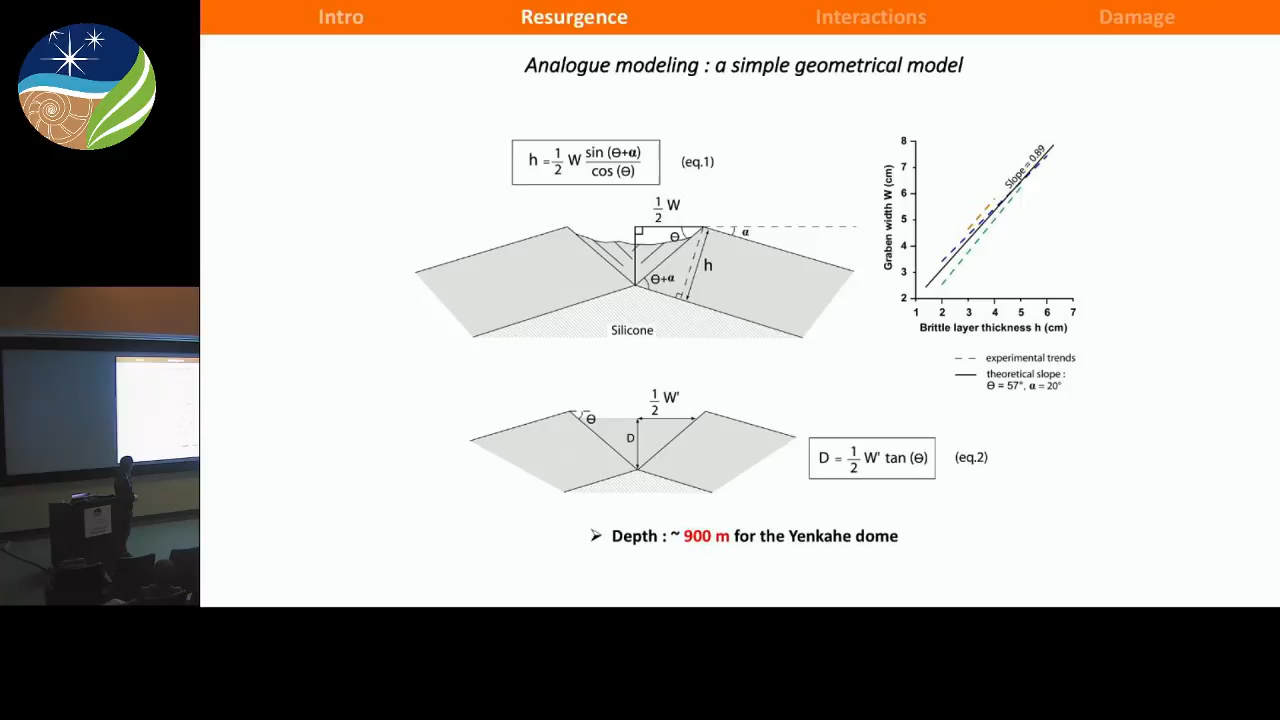 Intro Resurgence Interactions Damage
Analogue modeling : a simple geometrical model
h = 1/2 W sin (Θ+α) / cos (Θ) (eq.1)
1/2 W
Θ α
h
Θ+α
Silicone
8
7
6
5
4
3
2
Graben width W (cm)
Slope = 0.89
1 2 3 4 5 6 7
Brittle layer thickness h (cm)
experimental trends
theoretical slope :
Θ = 57°, α = 20°
1/2 W'
Θ
D
D = 1/2 W' tan (Θ) (eq.2)
➢ Depth : ~ 900 m for the Yenkahe dome